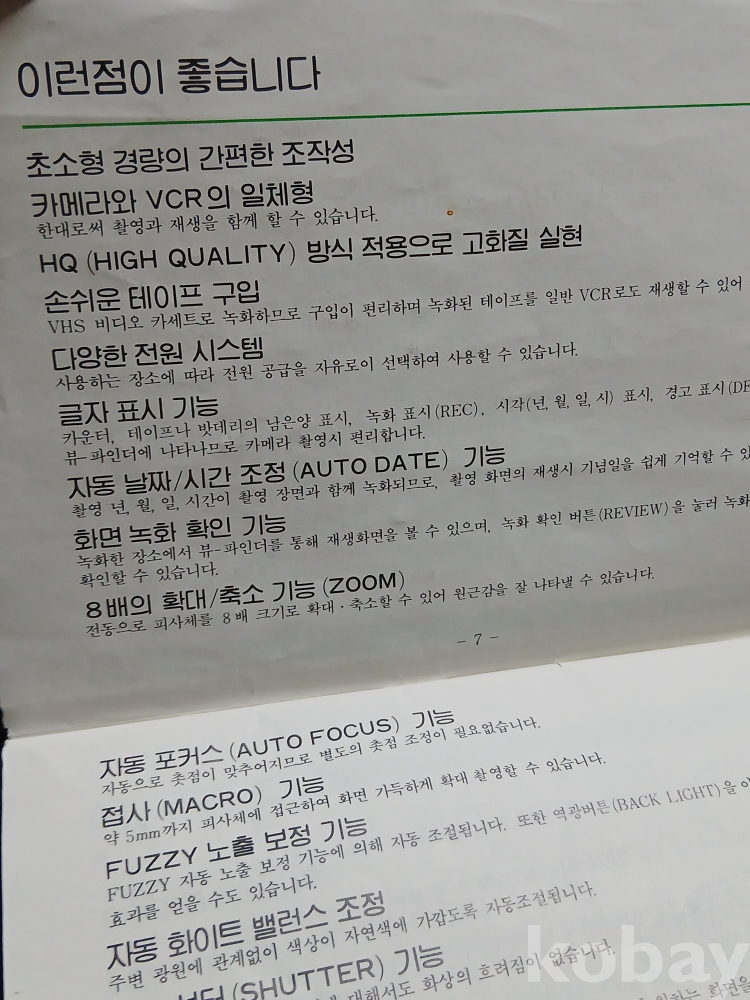 이런점이 좋습니다
초소형 경량의 간편한 조작성
카메라와 VCR의 일체형
한대로써 촬영과 재생을 함께 할 수 있습니다.
HQ (HIGH QUALITY) 방식 적용으로 고화질 실현
손쉬운 테이프 구입
VHS 비디오 카세트로 녹화하므로 구입이 편리하며 녹화된 테이프를 일반 VCR로도 재생할 수 있어
다양한 전원 시스템
사용하는 장소에 따라 전원 공급을 자유로이 선택하여 사용할 수 있습니다.
글자 표시 기능
카운터, 테이프나 밧데리의 남은양 표시, 녹화 표시(REC), 시각(년, 월, 일, 시) 표시, 경고 표시(DE
뷰-파인더에 나타나므로 카메라 촬영시 편리합니다.
자동 날짜/시간 조정 (AUTO DATE) 기능
촬영 년, 월, 일, 시간이 촬영 장면과 함께 녹화되므로, 촬영 화면의 재생시 기념일을 쉽게 기억할 수
화면 녹화 확인 기능
녹화한 장소에서 뷰-파인더를 통해 재생화면을 볼 수 있으며, 녹화 확인 버튼(REVIEW)을 눌러 녹화
확인할 수 있습니다.
8배의 확대/축소 기능 (ZOOM)
전동으로 피사체를 8배 크기로 확대·축소할 수 있어 원근감을 잘 나타낼 수 있습니다.
- 7 -
자동 포커스 (AUTO FOCUS) 기능
자동으로 촛점이 맞추어지므로 별도의 촛점 조정이 필요없습니다.
접사 (MACRO) 기능
약 5mm까지 피사체에 접근하여 화면 가득하게 확대 촬영할 수 있습니다.
FUZZY 노출 보정 기능
FUZZY 자동 노출 보정 기능에 의해 자동 조절됩니다. 또한 역광버튼(BACK LIGHT)을
효과를 얻을 수도 있습니다.
자동 화이트 밸런스 조정
주변 광원에 관계없이 색상이 자연색에 가깝도록 자동조절됩니다.
(SHUTTER) 기능
대해서도 화상의 흐려짐이 없습니다.
화면을
kobay